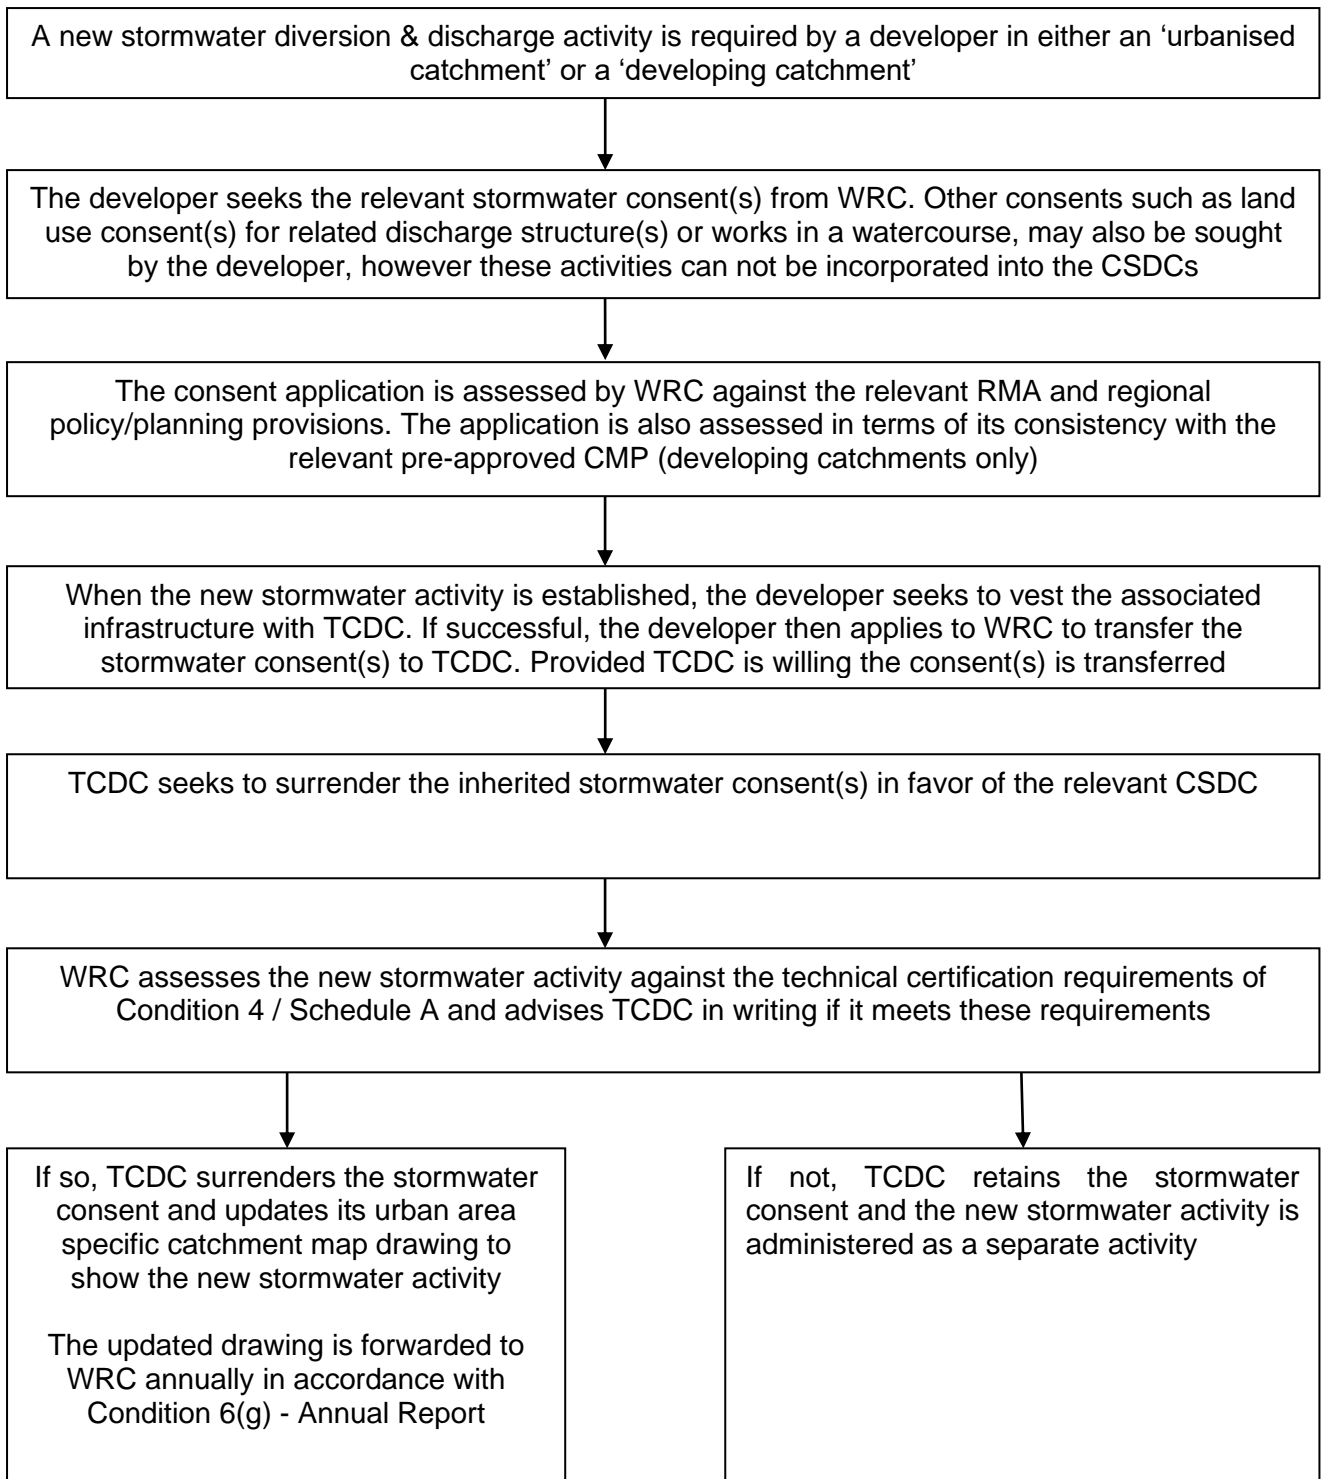 A new stormwater diversion & discharge activity is required by a developer in either an ‘urbanised
catchment’ or a ‘developing catchment’
The developer seeks the relevant stormwater consent(s) from WRC. Other consents such as land
use consent(s) for related discharge structure(s) or works in a watercourse, may also be sought
by the developer, however these activities can not be incorporated into the CSDCs
The consent application is assessed by WRC against the relevant RMA and regional
policy/planning provisions. The application is also assessed in terms of its consistency with the
relevant pre-approved CMP (developing catchments only)
When the new stormwater activity is established, the developer seeks to vest the associated
infrastructure with TCDC. If successful, the developer then applies to WRC to transfer the
stormwater consent(s) to TCDC. Provided TCDC is willing the consent(s) is transferred
TCDC seeks to surrender the inherited stormwater consent(s) in favor of the relevant CSDC
WRC assesses the new stormwater activity against the technical certification requirements of
Condition 4 / Schedule A and advises TCDC in writing if it meets these requirements
If so, TCDC surrenders the stormwater
consent and updates its urban area
specific catchment map drawing to
show the new stormwater activity
The updated drawing is forwarded to
WRC annually in accordance with
Condition 6(g) - Annual Report
If not, TCDC retains the stormwater
consent and the new stormwater activity is
administered as a separate activity